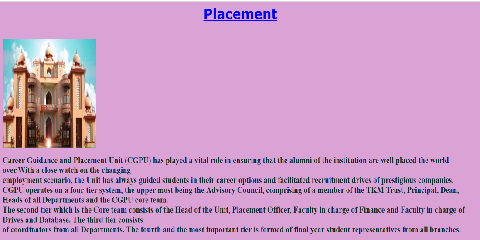 Placement
Career Guidance and Placement Unit (CGPU) has played a vital role in ensuring that the alumni of the institution are well placed the world
over With a close watch on the changing
employment scenario, the Unit has always guided students in their career options and facilitated recruitment drives of prestigious companies.
CGPU operates on a four tier system, the upper most being the Advisory Council, comprising of a member of the TKM Trust, Principal, Dean,
Heads of all Departments and the CGPU core team.
The second tier which is the Core team consists of the Head of the Unit, Placement Officer, Faculty in charge of Finance and Faculty in charge of
Drives and Database. The third tier consists
of coordinators from all Departments. The fourth and the most important tier is formed of final year student representatives from all branches.